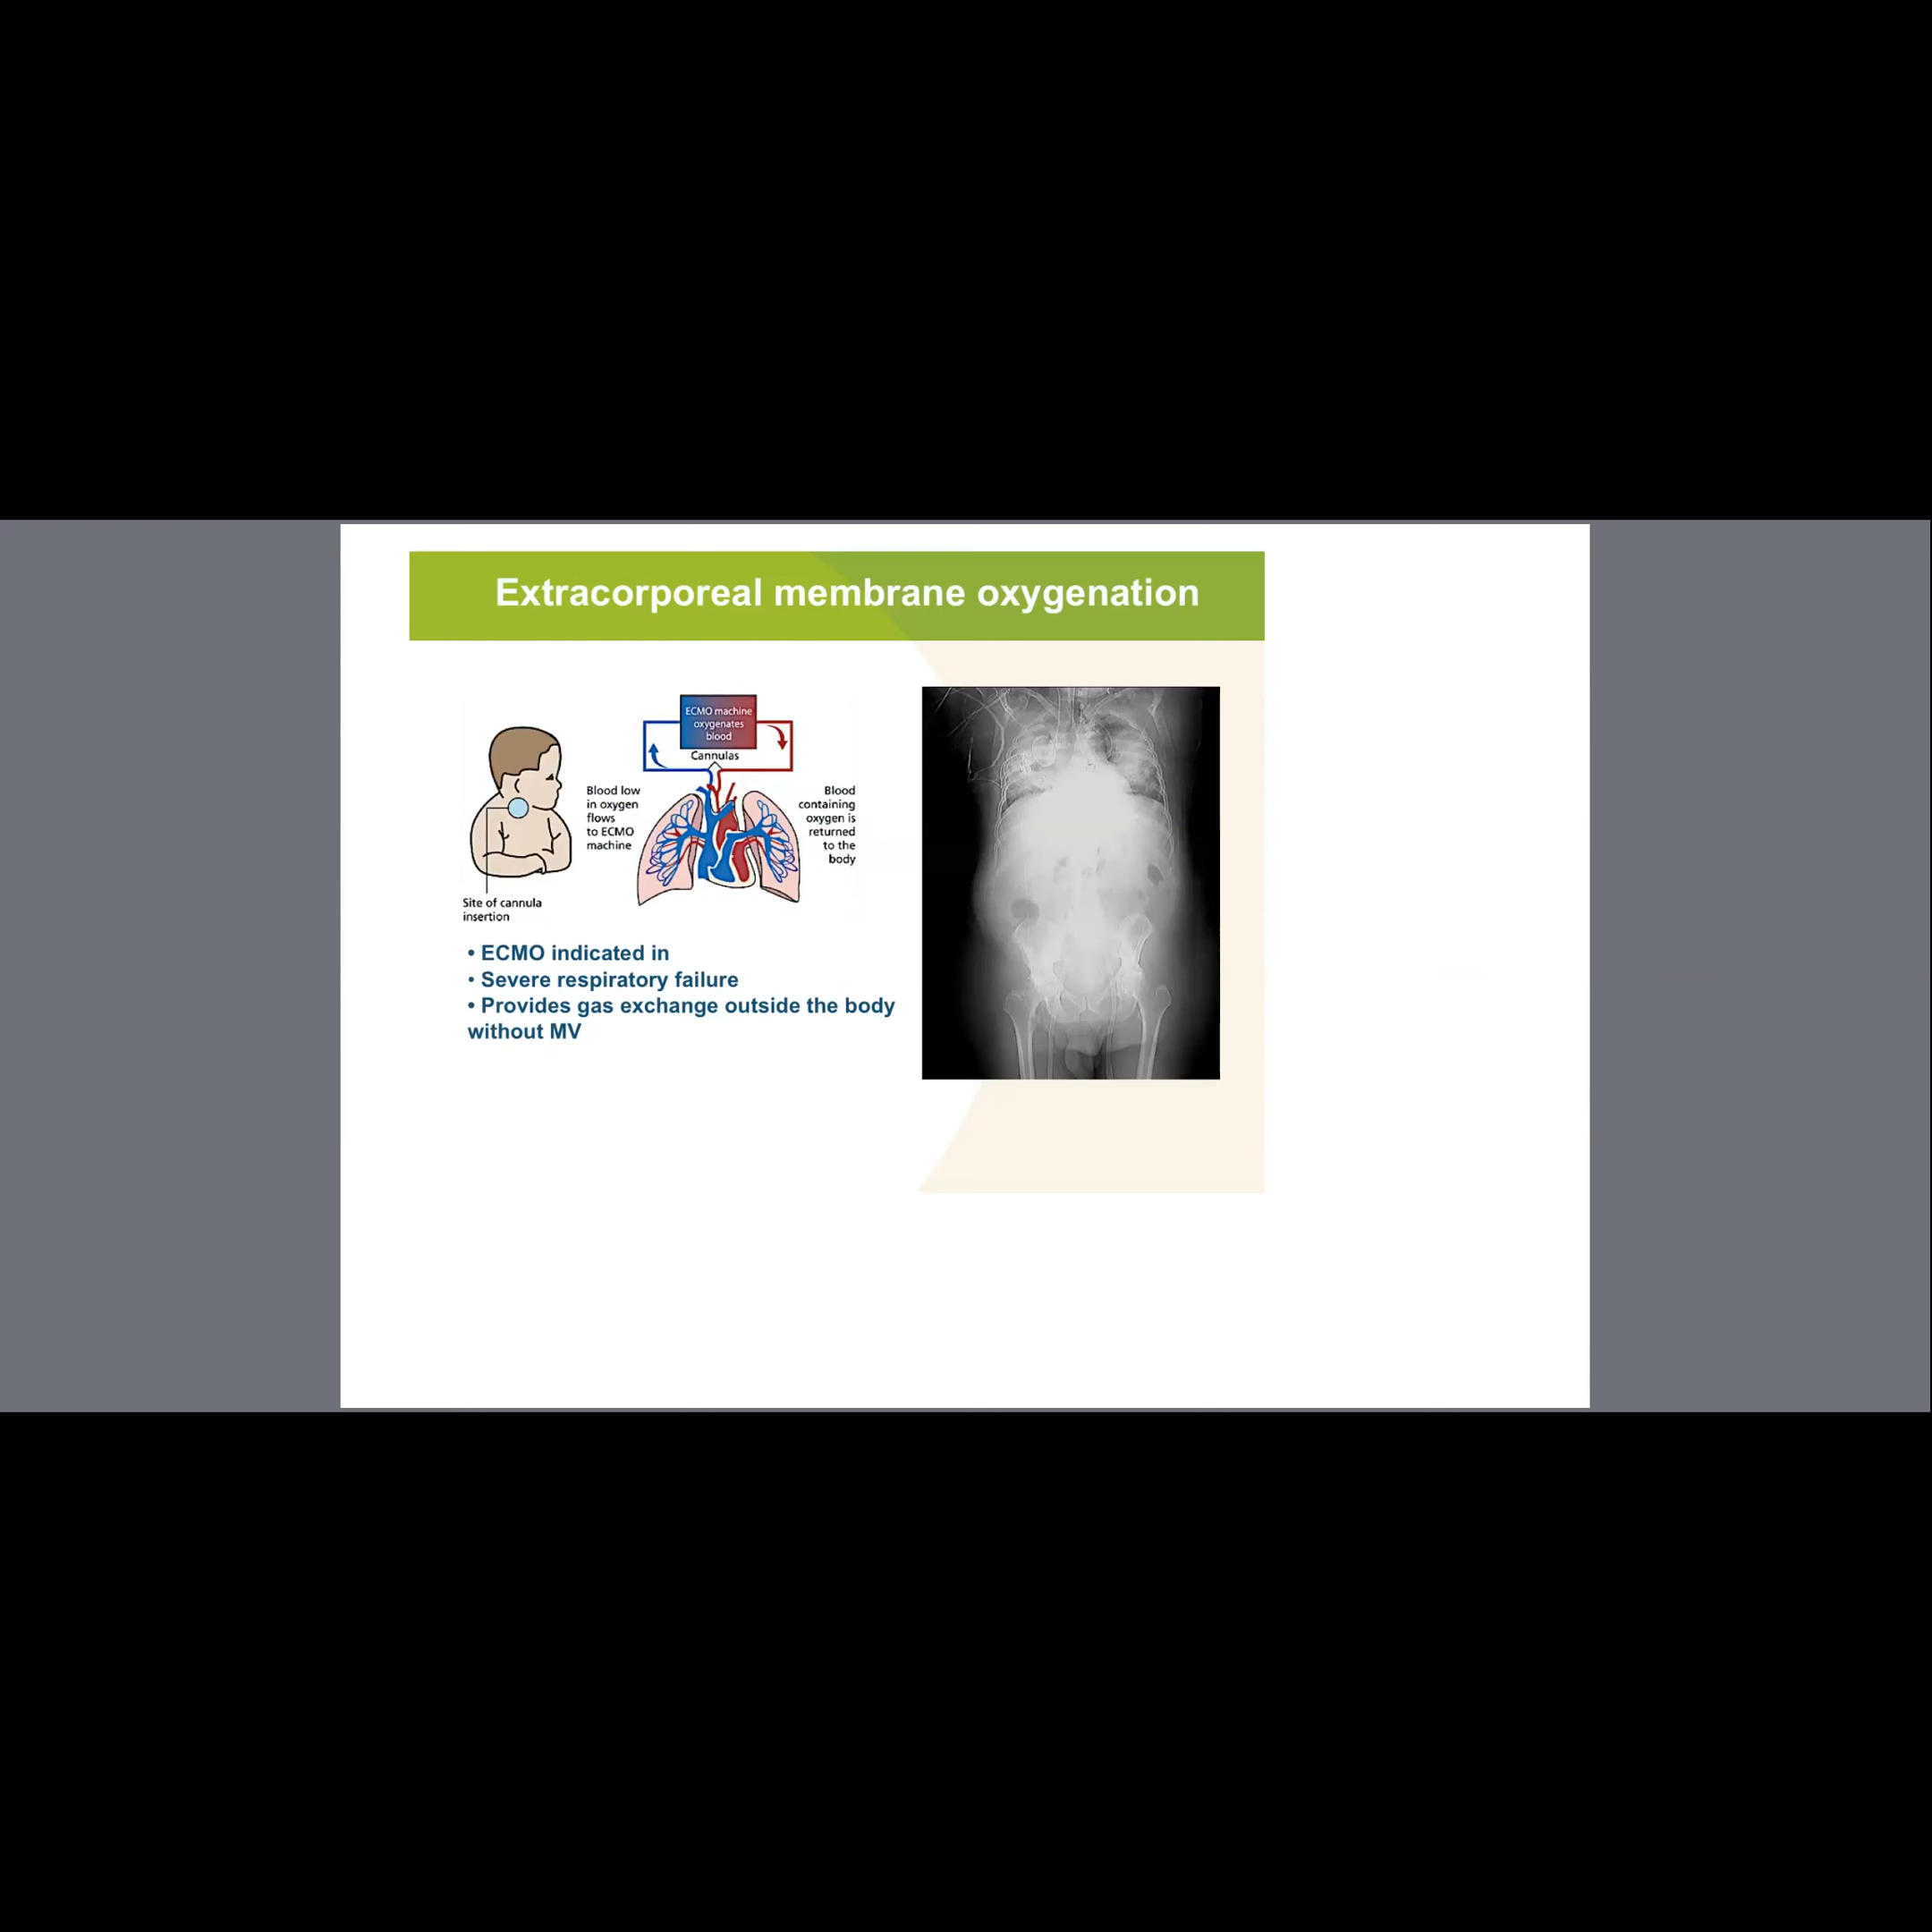 Extracorporeal membrane oxygenation
ECMO machine
oxygenates
blood
Cannulas
Blood low
in oxygen
flows
to ECMO
machine
Blood
containing
oxygen is
returned
to the
body
Site of cannula
insertion
• ECMO indicated in
• Severe respiratory failure
• Provides gas exchange outside the body
without MV